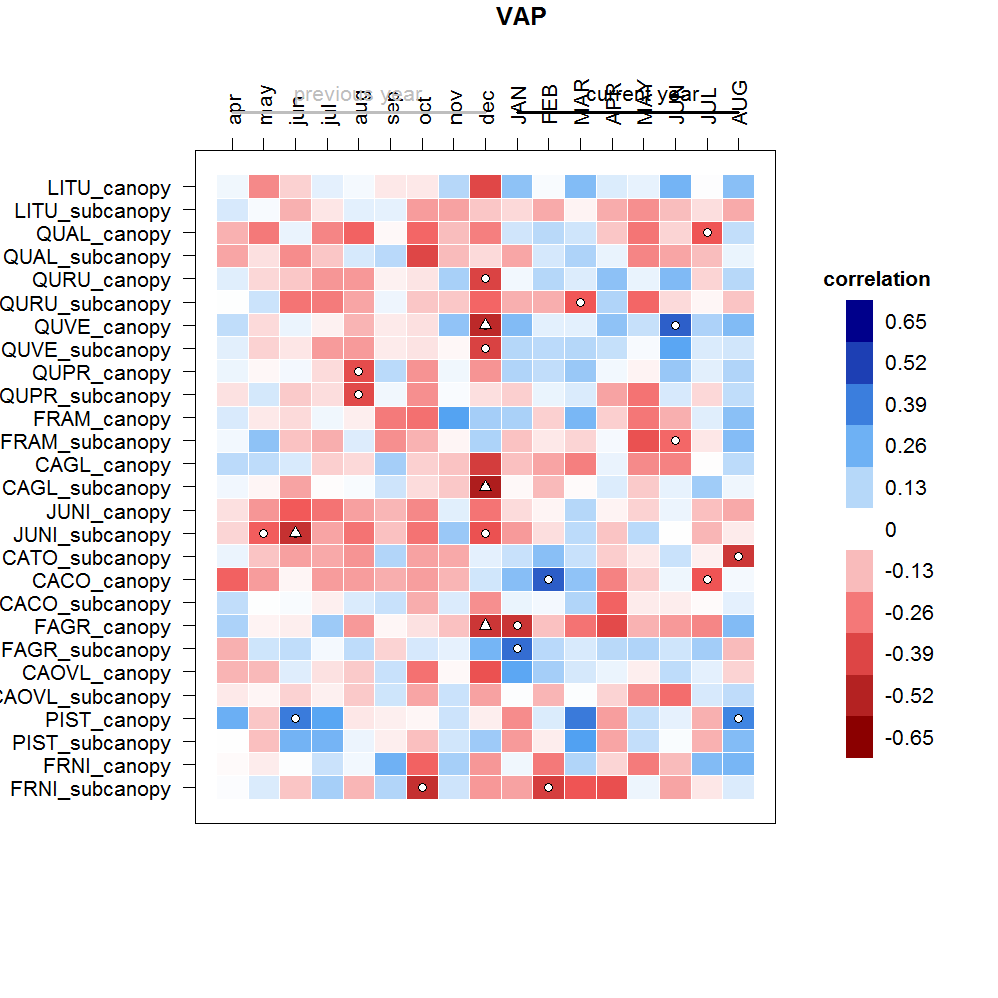 VAP
previous year
current year
apr
may
jun
jul
aug
sep
oct
nov
dec
JAN
FEB
MAR
APR
MAY
JUN
JUL
AUG
LITU_canopy
LITU_subcanopy
QUAL_canopy
QUAL_subcanopy
QURU_canopy
QURU_subcanopy
QUVE_canopy
QUVE_subcanopy
QUPR_canopy
QUPR_subcanopy
FRAM_canopy
FRAM_subcanopy
CAGL_canopy
CAGL_subcanopy
JUNI_canopy
JUNI_subcanopy
CATO_subcanopy
CACO_canopy
CACO_subcanopy
FAGR_canopy
FAGR_subcanopy
CAOVL_canopy
CAOVL_subcanopy
PIST_canopy
PIST_subcanopy
FRNI_canopy
FRNI_subcanopy
correlation
0.65
0.52
0.39
0.26
0.13
0
-0.13
-0.26
-0.39
-0.52
-0.65